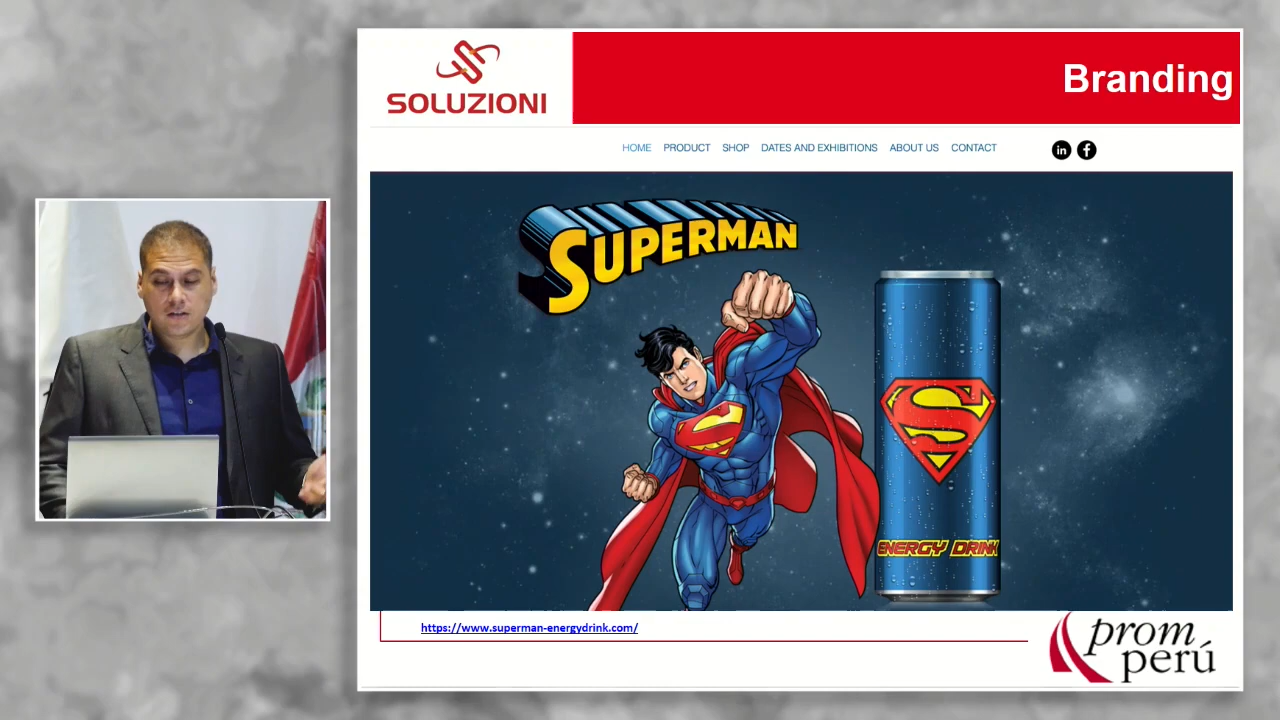 SOLUZIONI
Branding
HOME PRODUCT SHOP DATES AND EXHIBITIONS ABOUT US CONTACT
in f
SUPERMAN
S
S
ENERGY DRINK
https://www.superman-energydrink.com/
prom
perú